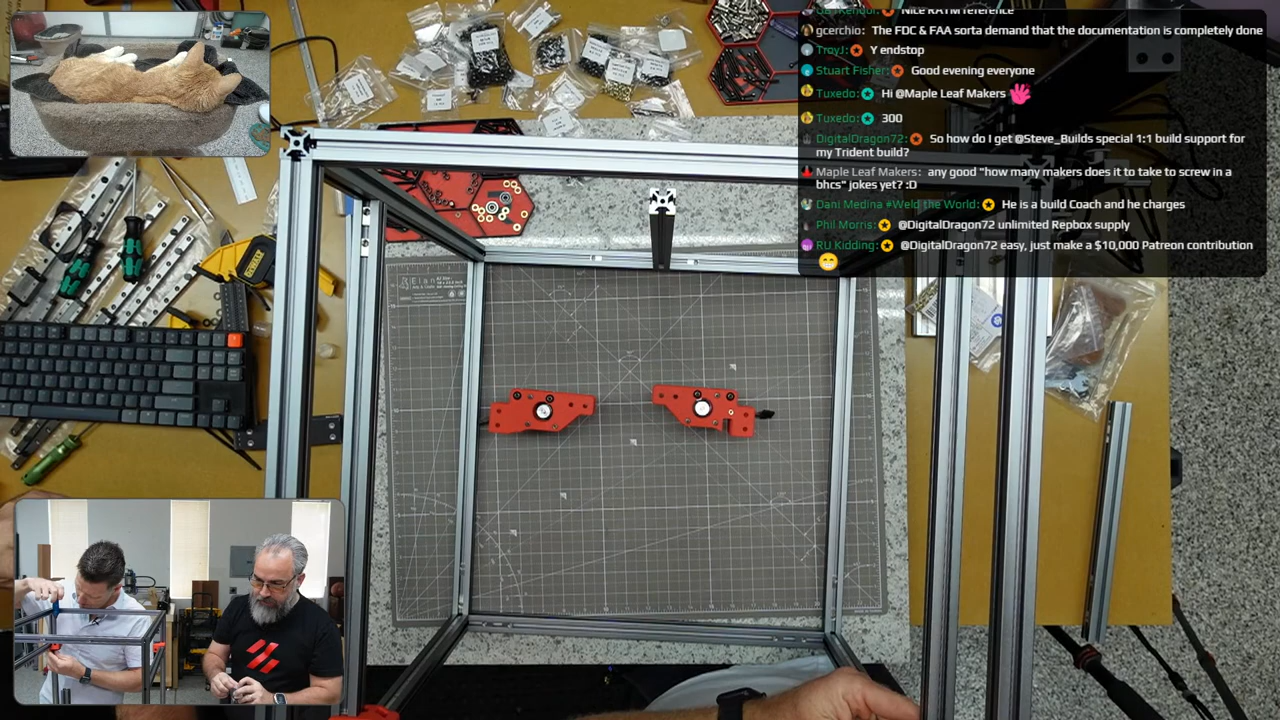 Nice RATM reference
gcerchio: The FDC & FAA sorta demand that the documentation is completely done
TroyJ: Y endstop
Stuart Fisher: Good evening everyone
Tuxedo: Hi @Maple Leaf Makers
Tuxedo: 300
DigitalDragon72: So how do I get @Steve_Builds special 1:1 build support for
my Trident build?
Maple Leaf Makers: any good "how many makers does it to take to screw in a
bhcs" jokes yet? :D
Dani Medina #Weld the World: He is a build Coach and he charges
Phil Morris: @DigitalDragon72 unlimited Repbox supply
RU Kidding: @DigitalDragon72 easy, just make a $10,000 Patreon contribution
Elan